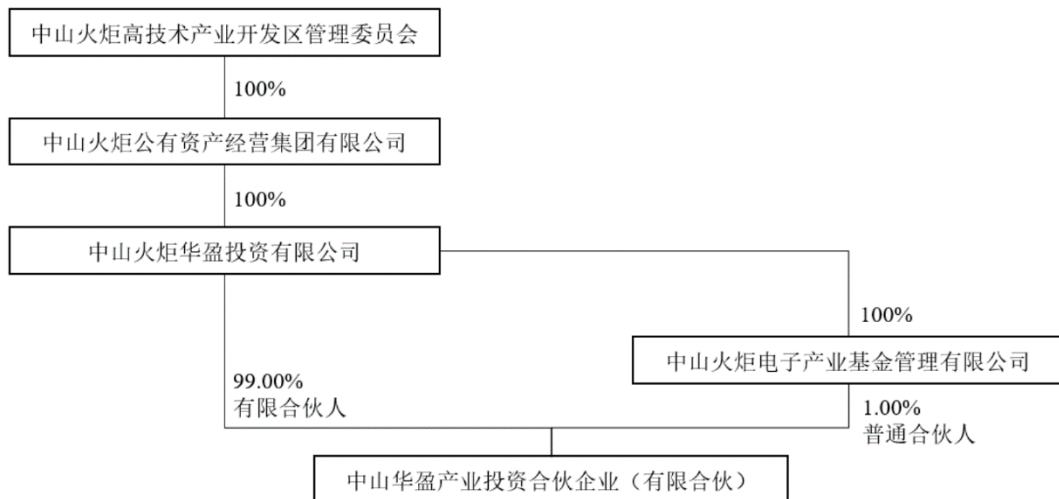 中山火炬高技术产业开发区管理委员会
100%
中山火炬公有资产经营集团有限公司
100%
中山火炬华盈投资有限公司
100%
中山火炬电子产业基金管理有限公司
99.00%
有限合伙人
1.00%
普通合伙人
中山华盈产业投资合伙企业（有限合伙）